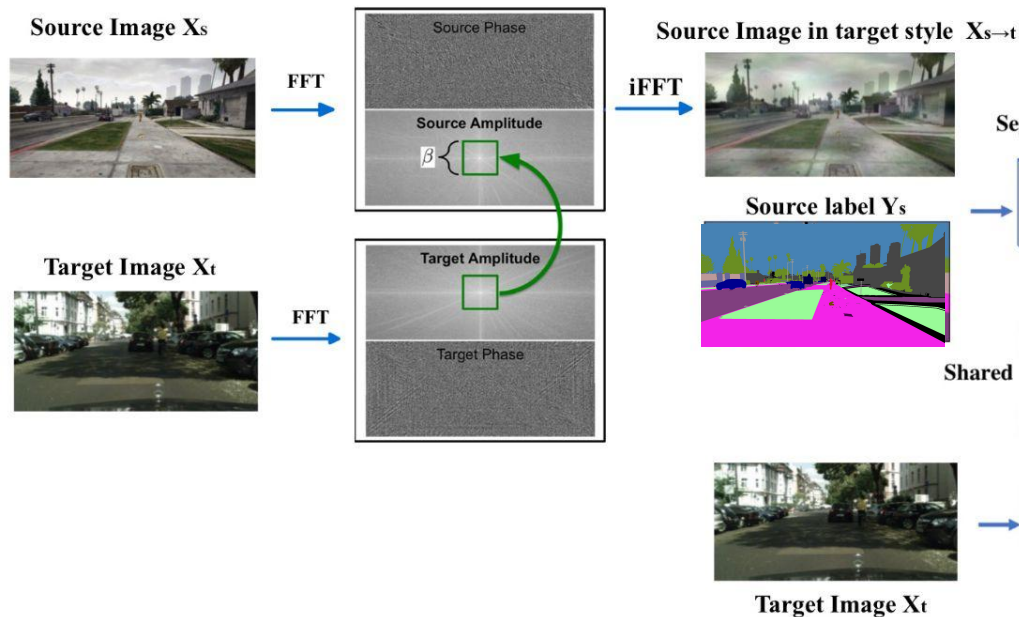 Source Image Xs
FFT
Source Phase
Source Amplitude
β
iFFT
Source Image in target style Xs→t
Source label Ys
Target Image Xt
FFT
Target Amplitude
Target Phase
Se
Shared
Target Image Xt